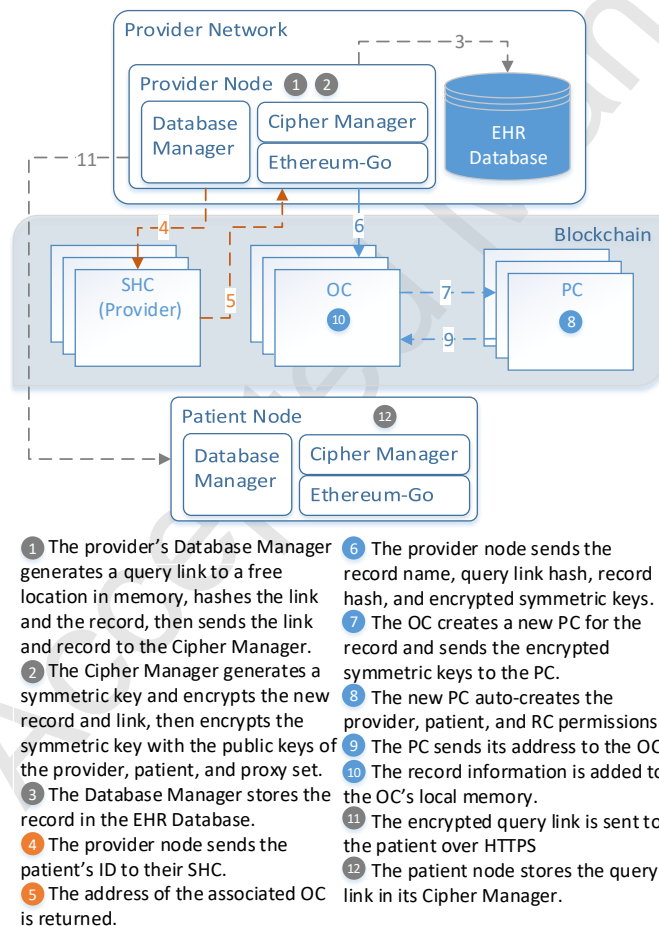 Provider Network
3
Provider Node 1 2
Database
Manager
Cipher Manager
Ethereum-Go
EHR
Database
11
4
6
Blockchain
SHC
(Provider)
5
OC
10
7
9
PC
8
Patient Node 12
Database
Manager
Cipher Manager
Ethereum-Go
1 The provider's Database Manager
generates a query link to a free
location in memory, hashes the link
and the record, then sends the link
and record to the Cipher Manager.
2 The Cipher Manager generates a
symmetric key and encrypts the new
record and link, then encrypts the
symmetric key with the public keys of
the provider, patient, and proxy set.
3 The Database Manager stores the
record in the EHR Database.
4 The provider node sends the
patient's ID to their SHC.
5 The address of the associated OC
is returned.
6 The provider node sends the
record name, query link hash, record
hash, and encrypted symmetric keys.
7 The OC creates a new PC for the
record and sends the encrypted
symmetric keys to the PC.
8 The new PC auto-creates the
provider, patient, and RC permissions
9 The PC sends its address to the OC
10 The record information is added to
the OC's local memory.
11 The encrypted query link is sent to
the patient over HTTPS
12 The patient node stores the query
link in its Cipher Manager.
Accepted